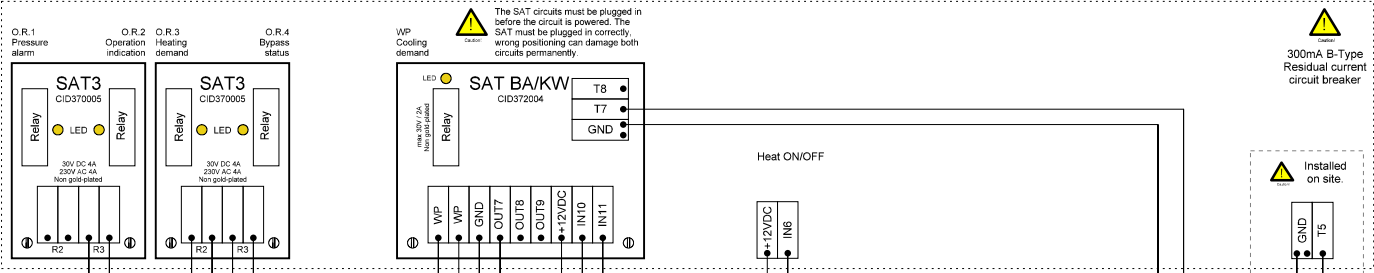 O.R.1
Pressure
alarm
O.R.2
Operation
indication
O.R.3
Heating
demand
O.R.4
Bypass
status
WP
Cooling
demand
Caution!
The SAT circuits must be plugged in
before the circuit is powered. The
SAT must be plugged in correctly,
wrong positioning can damage both
circuits permanently.
Caution!
300mA B-Type
Residual current
circuit breaker
SAT3
CID370005
Relay
LED
Relay
30V DC 4A
230V AC 4A
Non gold-plated
R2
R3
SAT3
CID370005
Relay
LED
Relay
30V DC 4A
230V AC 4A
Non gold-plated
R2
R3
LED
SAT BA/KW
CID372004
max 30V / 2A
Non gold-plated
Relay
T8
T7
GND
WP
WP
GND
OUT7
OUT8
OUT9
+12VDC
IN10
IN11
Heat ON/OFF
+12VDC
IN6
Caution!
Installed
on site.
GND
T5